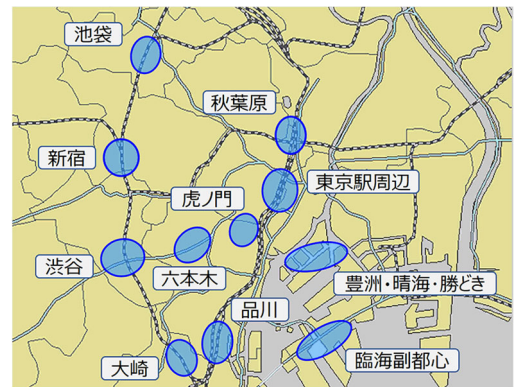 池袋
秋葉原
新宿
東京駅周辺
虎ノ門
渋谷
六本木
豊洲・晴海・勝どき
品川
大崎
臨海副都心